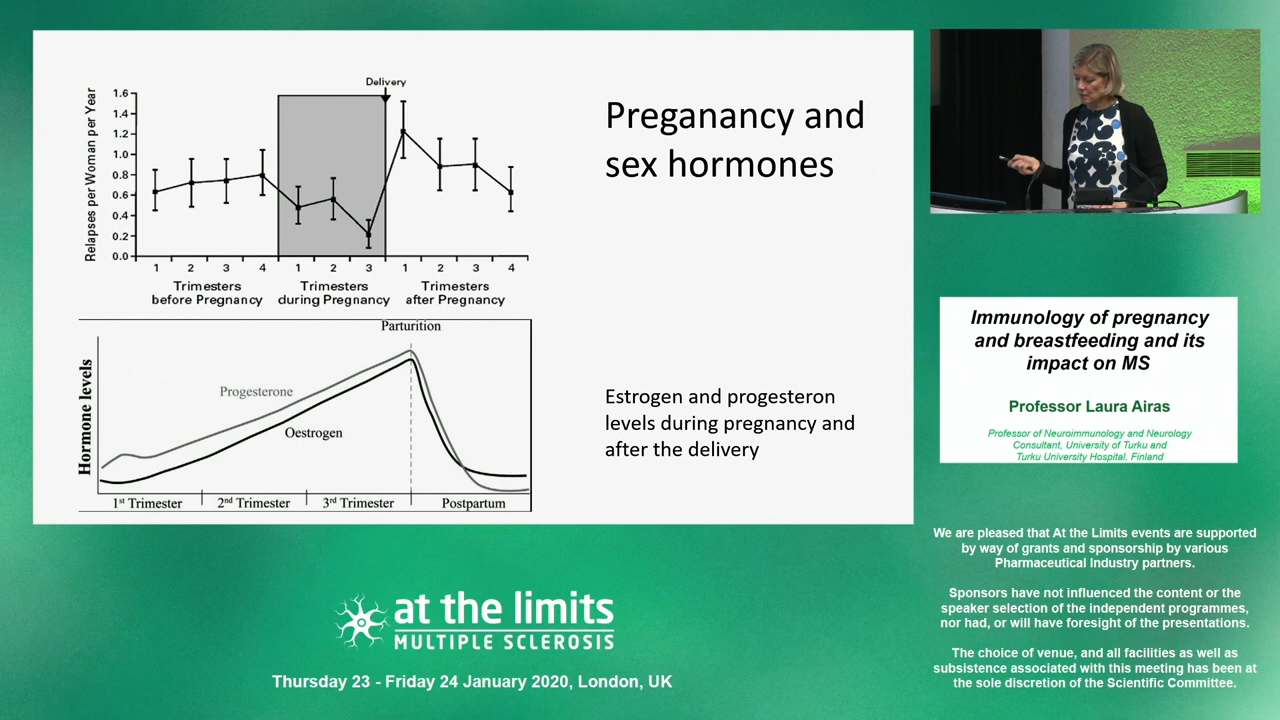 Preganancy and
sex hormones
Delivery
Relapses per Woman per Year
1.6
1.4
1.2
1.0
0.8
0.6
0.4
0.2
0.0
1 2 3 4 1 2 3 1 2 3 4
Trimesters
before Pregnancy
Trimesters
during Pregnancy
Trimesters
after Pregnancy
Parturition
Hormone levels
Progesterone
Oestrogen
1st Trimester 2nd Trimester 3rd Trimester Postpartum
Estrogen and progesteron
levels during pregnancy and
after the delivery
Immunology of pregnancy
and breastfeeding and its
impact on MS
Professor Laura Airas
Professor of Neuroimmunology and Neurology
Consultant, University of Turku and
Turku University Hospital, Finland
We are pleased that At the Limits events are supported
by way of grants and sponsorship by various
Pharmaceutical Industry partners.
Sponsors have not influenced the content or the
speaker selection of the independent programmes,
nor had, or will have foresight of the presentations.
The choice of venue, and all facilities as well as
subsistence associated with this meeting has been at
the sole discretion of the Scientific Committee.
at the limits
MULTIPLE SCLEROSIS
Thursday 23 - Friday 24 January 2020, London, UK